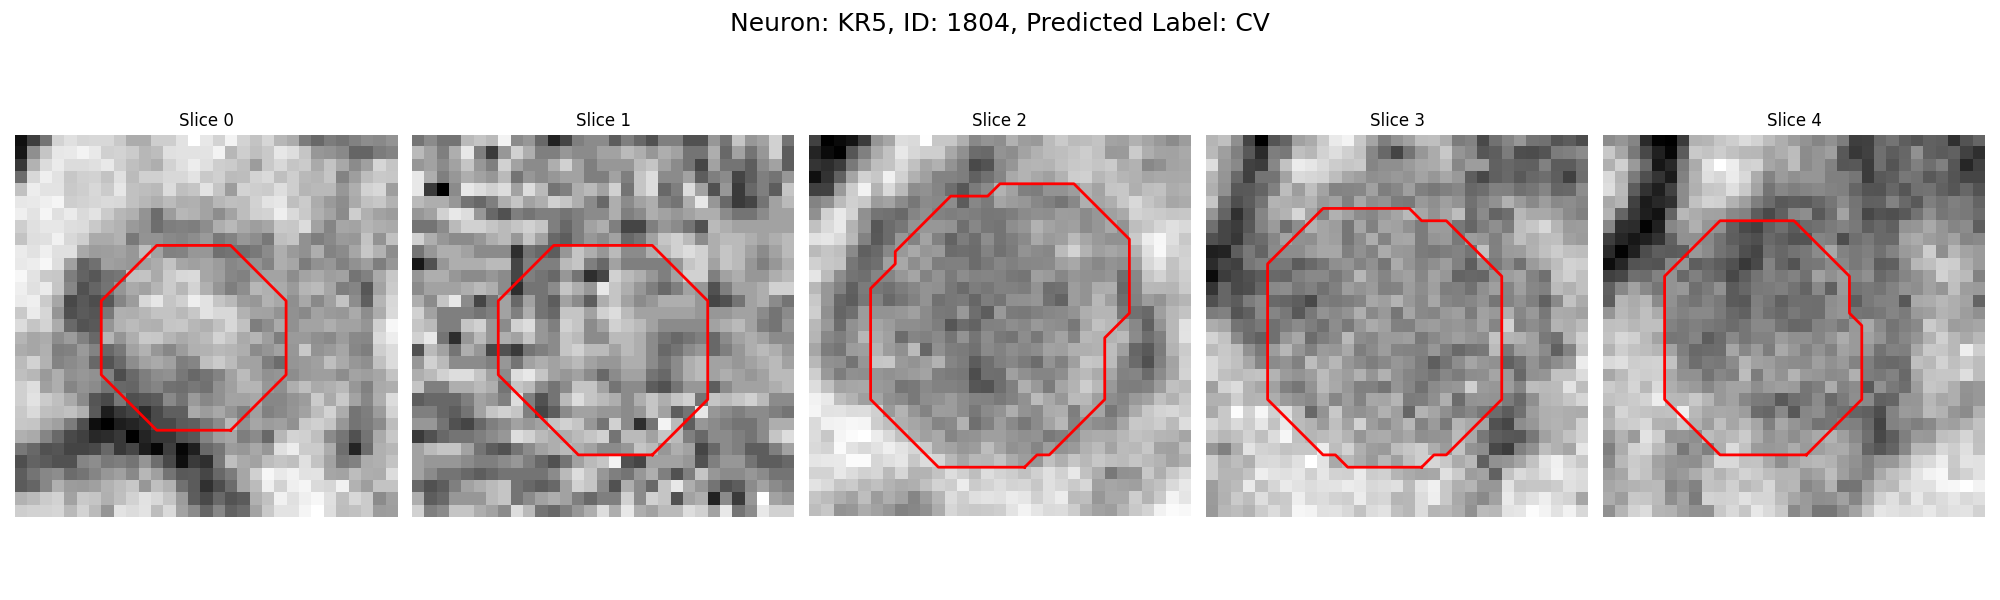 Neuron: KR5, ID: 1804, Predicted Label: CV
Slice 0
Slice 1
Slice 2
Slice 3
Slice 4